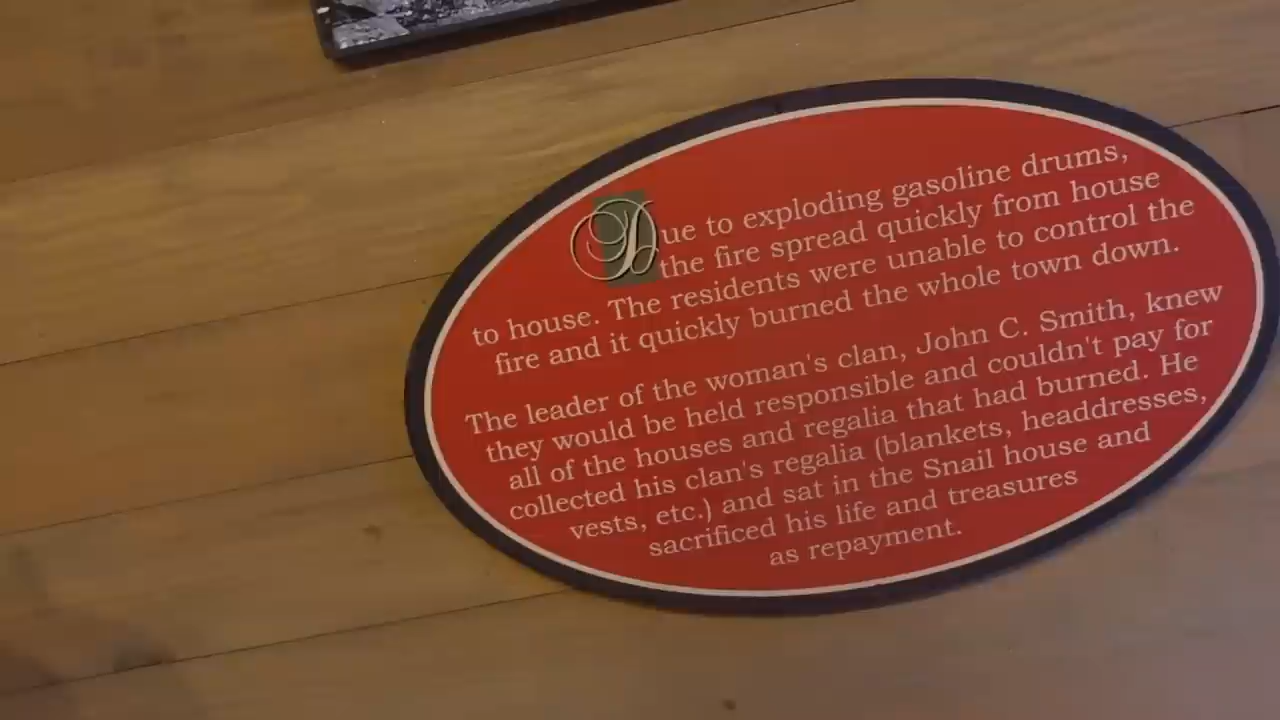 Due to exploding gasoline drums,
the fire spread quickly from house
to house. The residents were unable to control the
fire and it quickly burned the whole town down.
The leader of the woman's clan, John C. Smith, knew
they would be held responsible and couldn't pay for
all of the houses and regalia that had burned. He
collected his clan's regalia (blankets, headdresses,
vests, etc.) and sat in the Snail house and
sacrificed his life and treasures
as repayment.